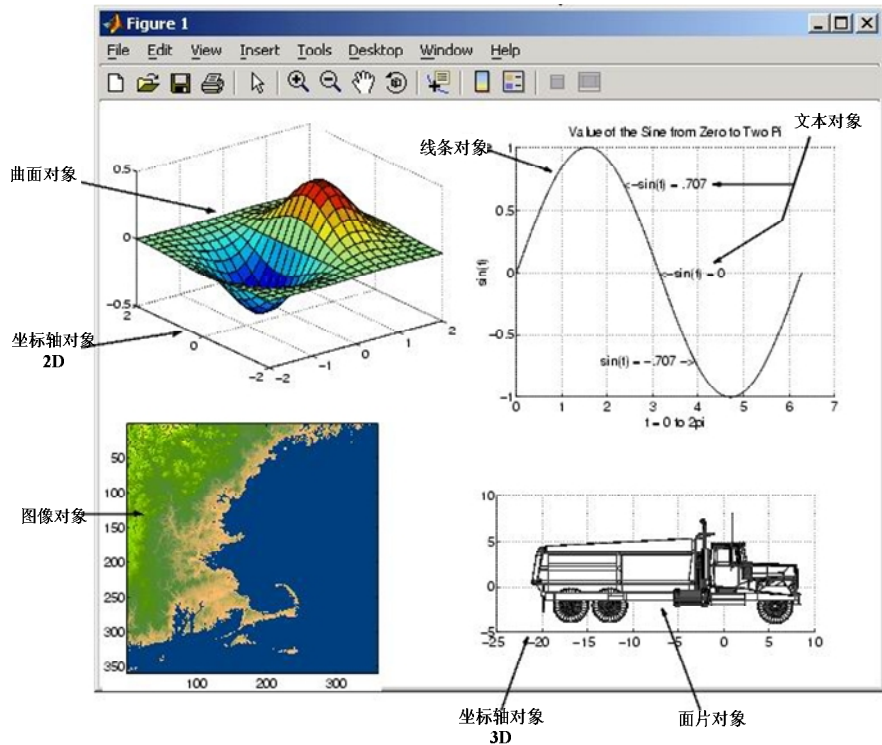 Figure 1
File Edit View Insert Tools Desktop Window Help
曲面对象
0.5
0
-0.5
2
0
-2
-2
-1
0
1
2
坐标轴对象
2D
线条对象
文本对象
Value of the Sine from Zero to Two Pi
1
0.5
0
-0.5
-1
sin(t)
<-sin(t) = .707
<-sin(t) = 0
sin(t) = -.707 ->
0 1 2 3 4 5 6 7
t = 0 to 2pi
图像对象
50
100
150
200
250
300
350
100 200 300
10
5
0
-5
-25 -20 -15 -10 -5 0 5 10
坐标轴对象
3D
面片对象